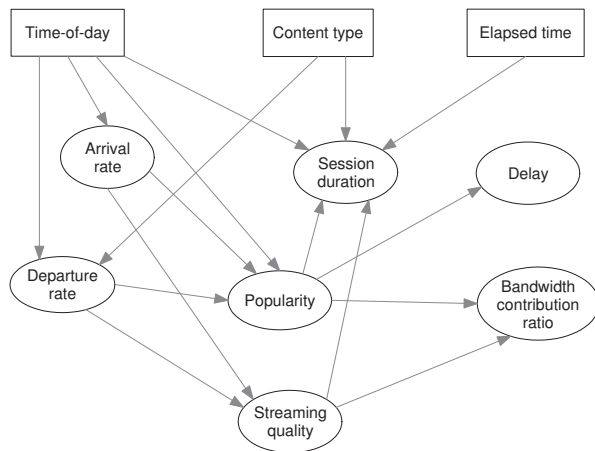 Time-of-day
Content type
Elapsed time
Arrival
rate
Session
duration
Delay
Departure
rate
Popularity
Bandwidth
contribution
ratio
Streaming
quality